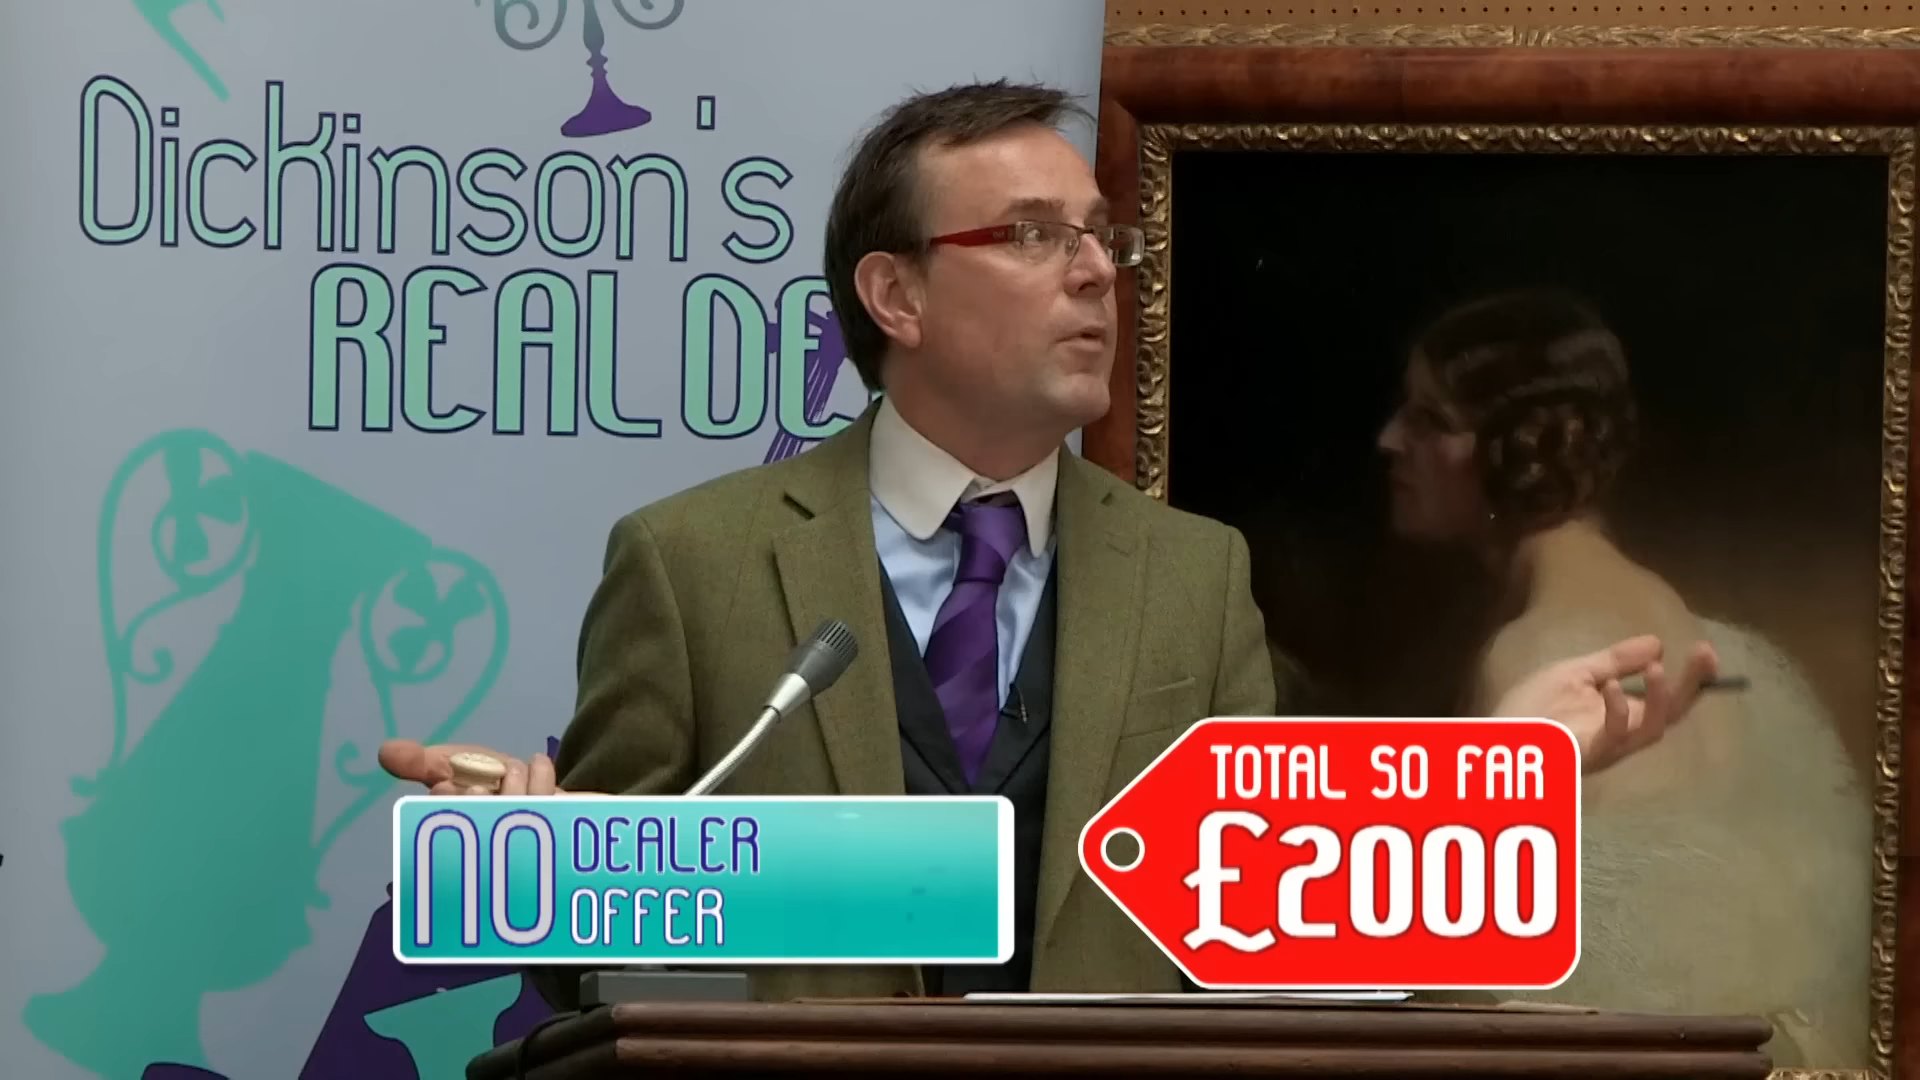 Dickinson's
REAL DE
NO DEALER
OFFER
TOTAL SO FAR
£2000